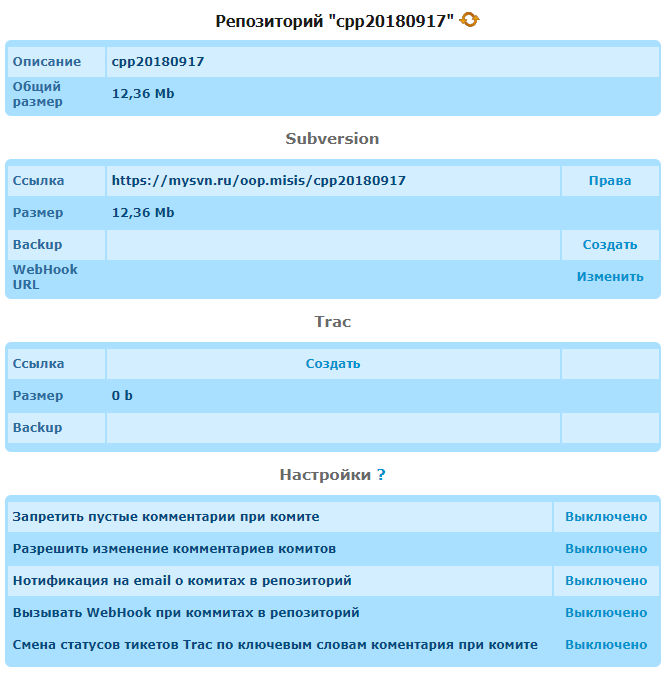 Репозиторий "cpp20180917"
Описание cpp20180917
Общий
размер 12,36 Mb
Subversion
Ссылка https://mysvn.ru/oop.misis/cpp20180917 Права
Размер 12,36 Mb
Backup Создать
WebHook
URL Изменить
Trac
Ссылка Создать
Размер 0 b
Backup
Настройки ?
Запретить пустые комментарии при комите Выключено
Разрешить изменение комментариев комитов Выключено
Нотификация на email о комитах в репозиторий Выключено
Вызывать WebHook при коммитах в репозиторий Выключено
Смена статусов тикетов Trac по ключевым словам коментария при комите Выключено